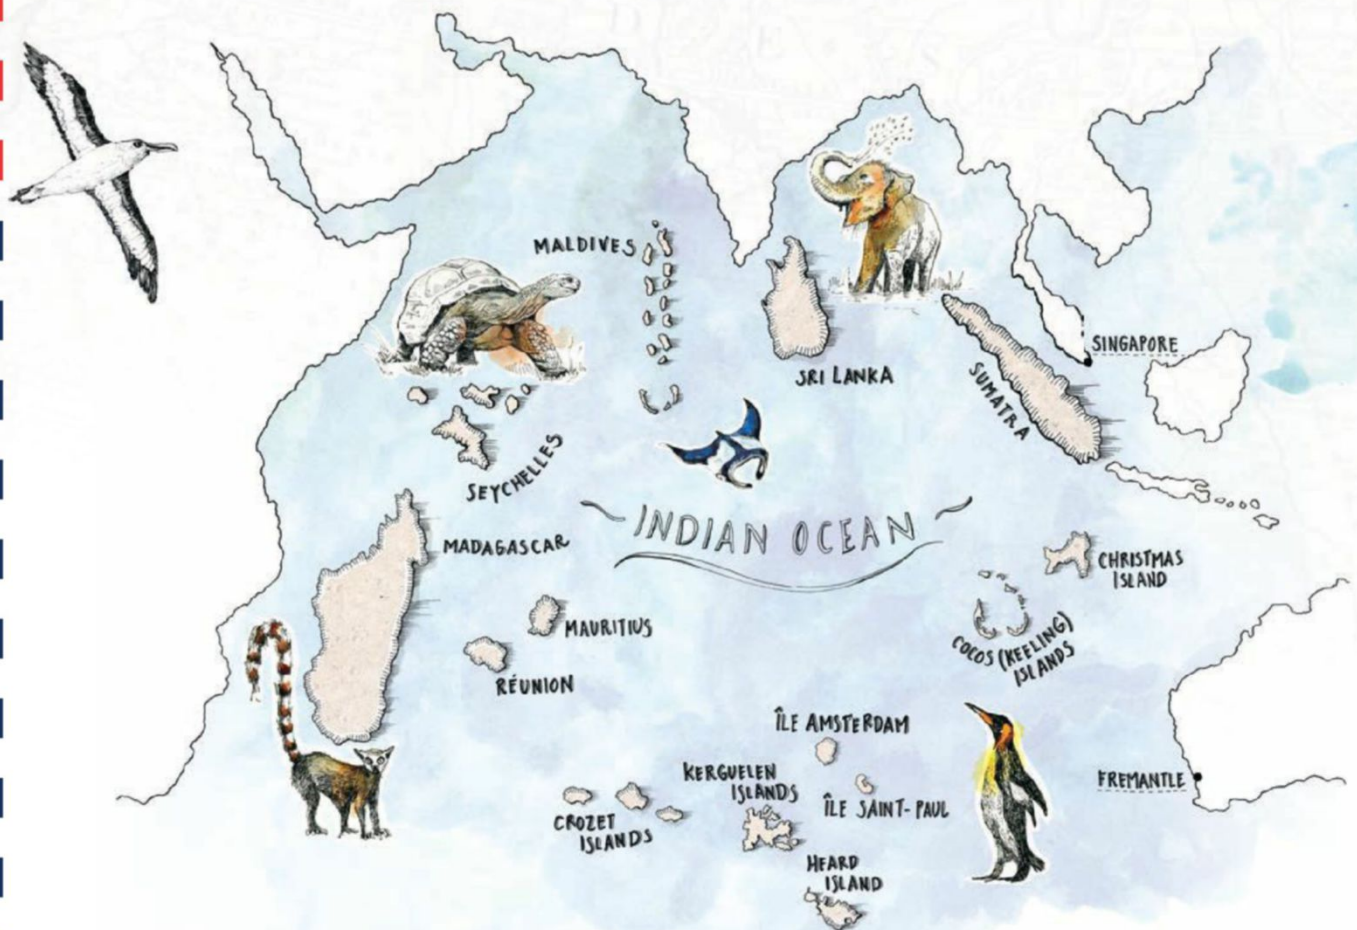 MALDIVES
SINGAPORE
SRI LANKA
SUMATRA
SEYCHELLES
INDIAN OCEAN
MADAGASCAR
CHRISTMAS
ISLAND
MAURITIUS
COCOS (KEELING)
ISLANDS
RÉUNION
ÎLE AMSTERDAM
KERGUELEN
ISLANDS
FREMANTLE
ÎLE SAINT-PAUL
CROZET
ISLANDS
HEARD
ISLAND